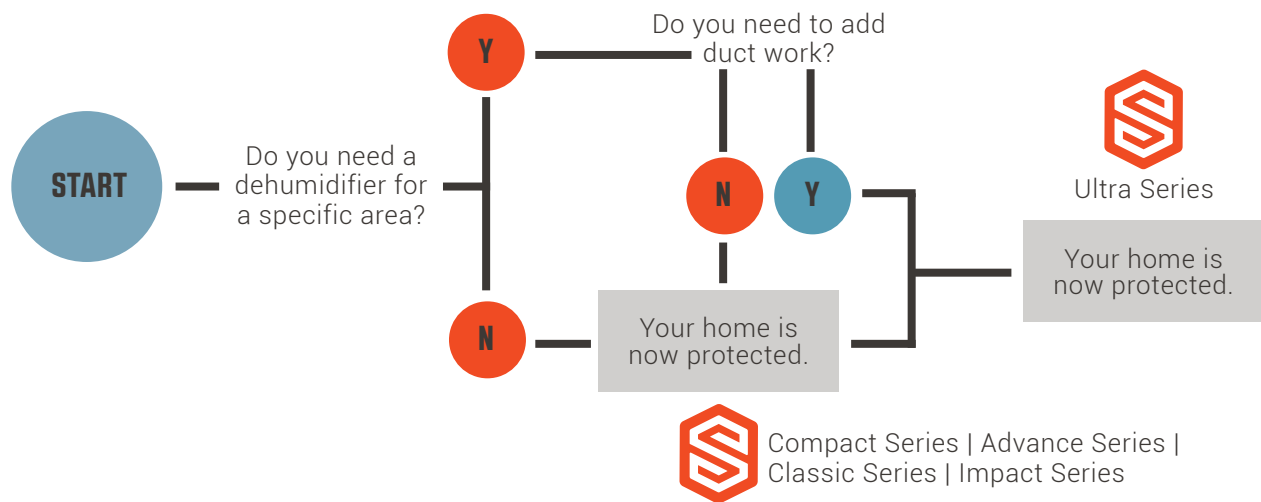 START
Do you need a
dehumidifier for
a specific area?
Y
Do you need to add
duct work?
N
Y
Ultra Series
Your home is
now protected.
N
Your home is
now protected.
Compact Series | Advance Series |
Classic Series | Impact Series